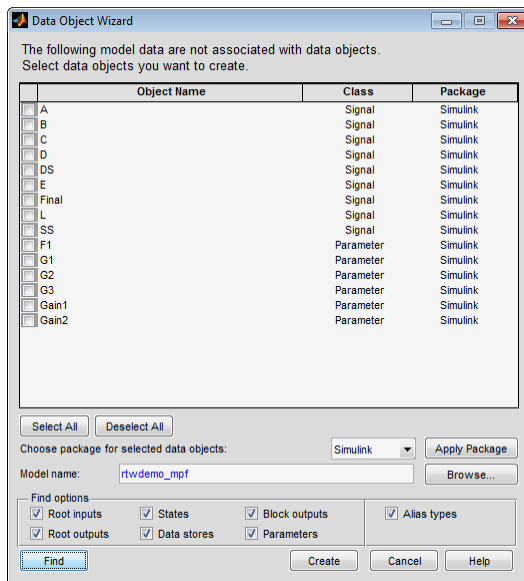 Data Object Wizard
The following model data are not associated with data objects.
Select data objects you want to create.
Object Name Class Package
A Signal Simulink
B Signal Simulink
C Signal Simulink
D Signal Simulink
DS Signal Simulink
E Signal Simulink
Final Signal Simulink
L Signal Simulink
SS Signal Simulink
F1 Parameter Simulink
G1 Parameter Simulink
G2 Parameter Simulink
G3 Parameter Simulink
Gain1 Parameter Simulink
Gain2 Parameter Simulink
Select All Deselect All
Choose package for selected data objects: Simulink Apply Package
Model name: rtwdemo_mpf Browse...
Find options
Root inputs States Block outputs Alias types
Root outputs Data stores Parameters
Find Create Cancel Help